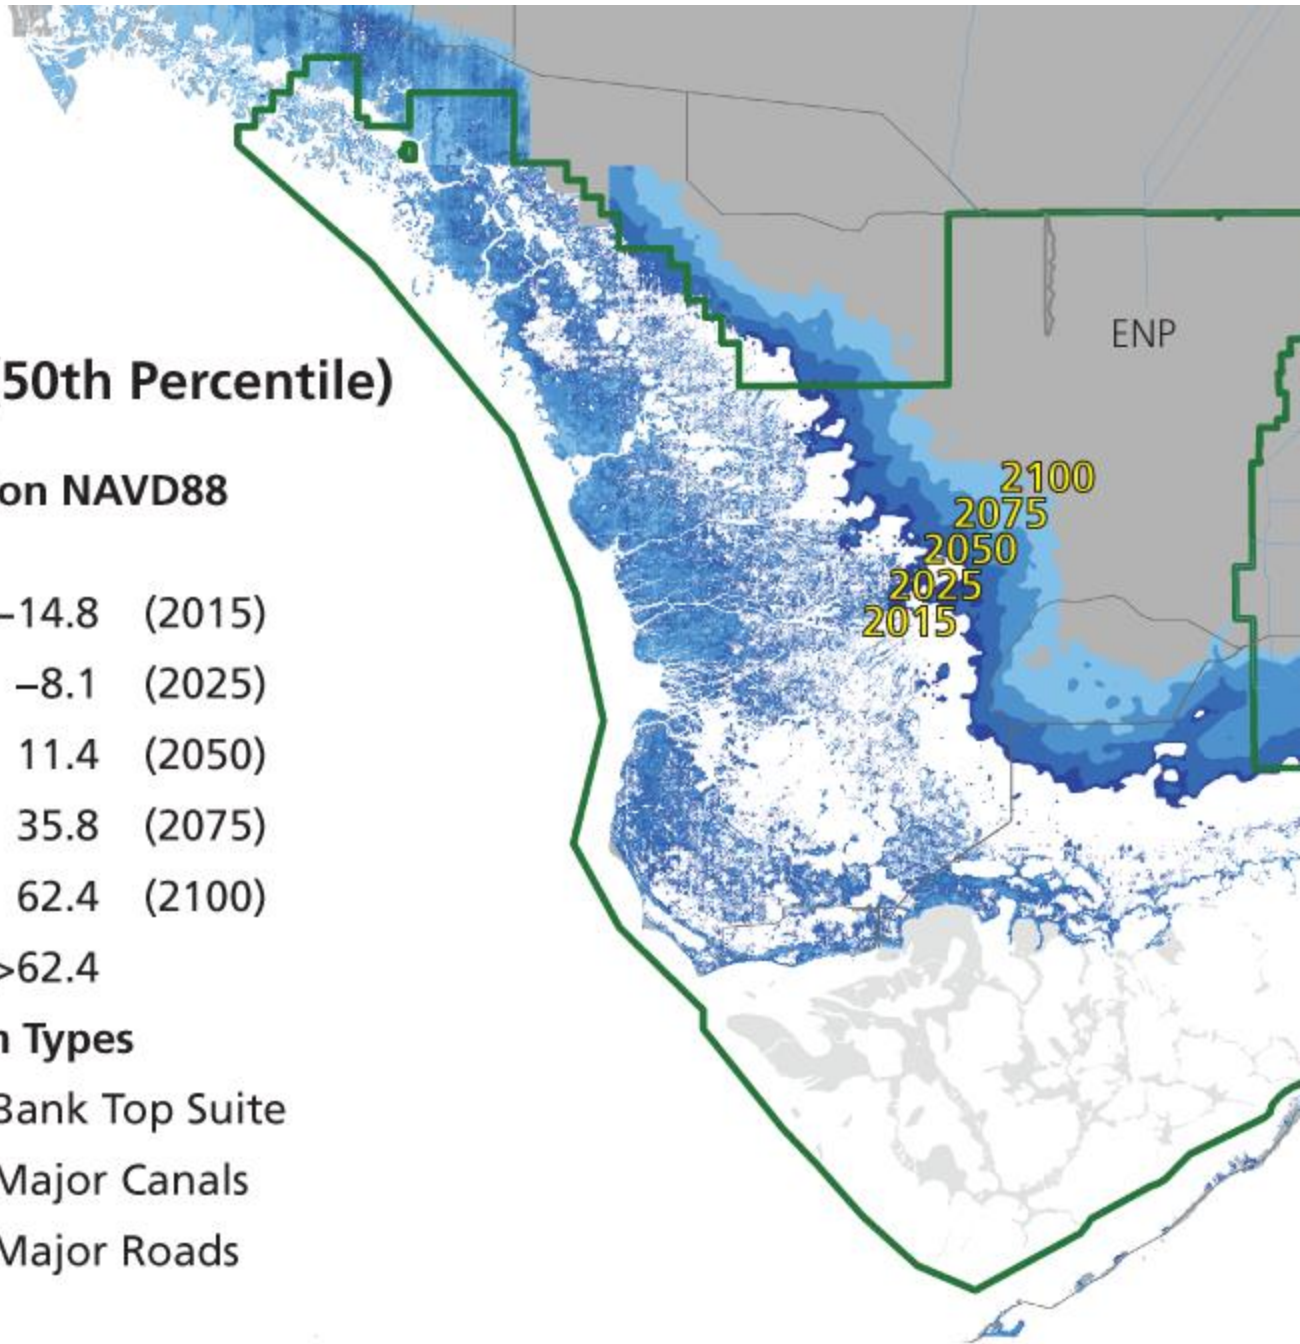 (50th Percentile)
on NAVD88
–14.8 (2015)
–8.1 (2025)
11.4 (2050)
35.8 (2075)
62.4 (2100)
>62.4
Types
Bank Top Suite
Major Canals
Major Roads
ENP
2100
2075
2050
2025
2015